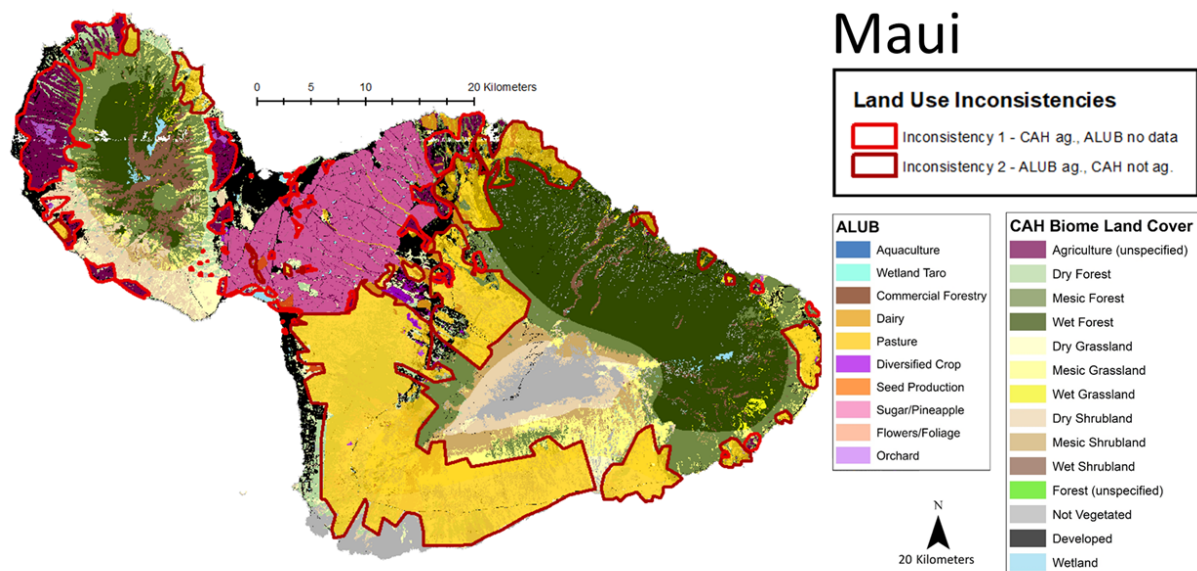 Maui
0 5 10 20 Kilometers
Land Use Inconsistencies
Inconsistency 1 - CAH ag., ALUB no data
Inconsistency 2 - ALUB ag., CAH not ag.
ALUB
Aquaculture
Wetland Taro
Commercial Forestry
Dairy
Pasture
Diversified Crop
Seed Production
Sugar/Pineapple
Flowers/Foliage
Orchard
CAH Biome Land Cover
Agriculture (unspecified)
Dry Forest
Mesic Forest
Wet Forest
Dry Grassland
Mesic Grassland
Wet Grassland
Dry Shrubland
Mesic Shrubland
Wet Shrubland
Forest (unspecified)
Not Vegetated
Developed
Wetland
N
20 Kilometers